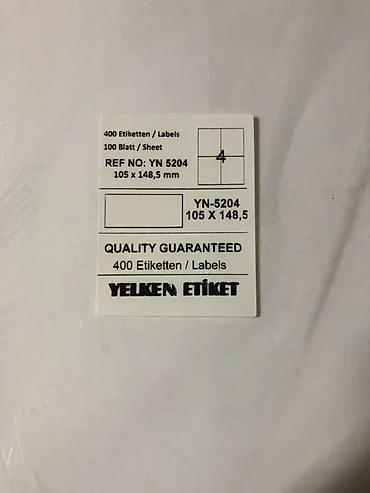 400 Etiketten / Labels
100 Blatt / Sheet
REF NO: YN 5204
105 x 148,5 mm
4
YN-5204
105 X 148,5
QUALITY GUARANTEED
400 Etiketten / Labels
YELKEN ETİKET